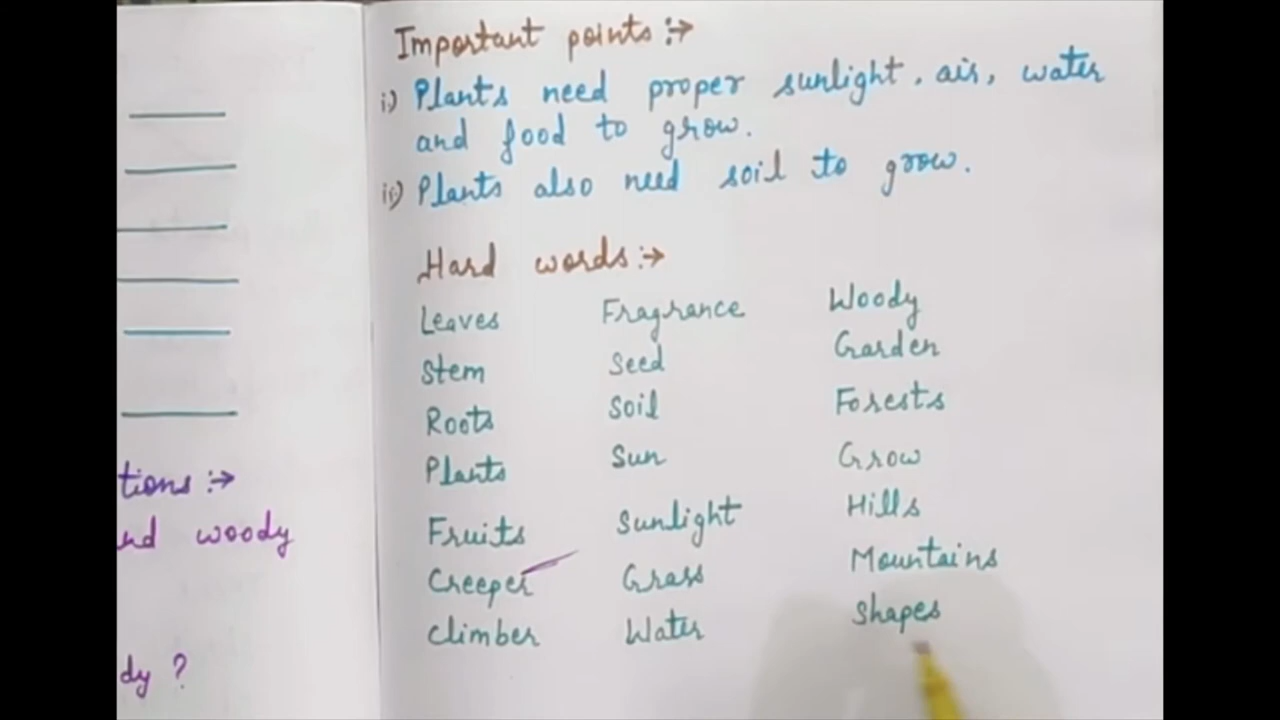 tions :→
nd woody
dy ?
Important points :→
i) Plants need proper sunlight, air, water
and food to grow.
ii) Plants also need soil to grow.
Hard words :→
Leaves Fragrance Woody
Stem Seed Garden
Roots Soil Forests
Plants Sun Grow
Fruits Sunlight Hills
Creeper Grass Mountains
Climber Water Shapes